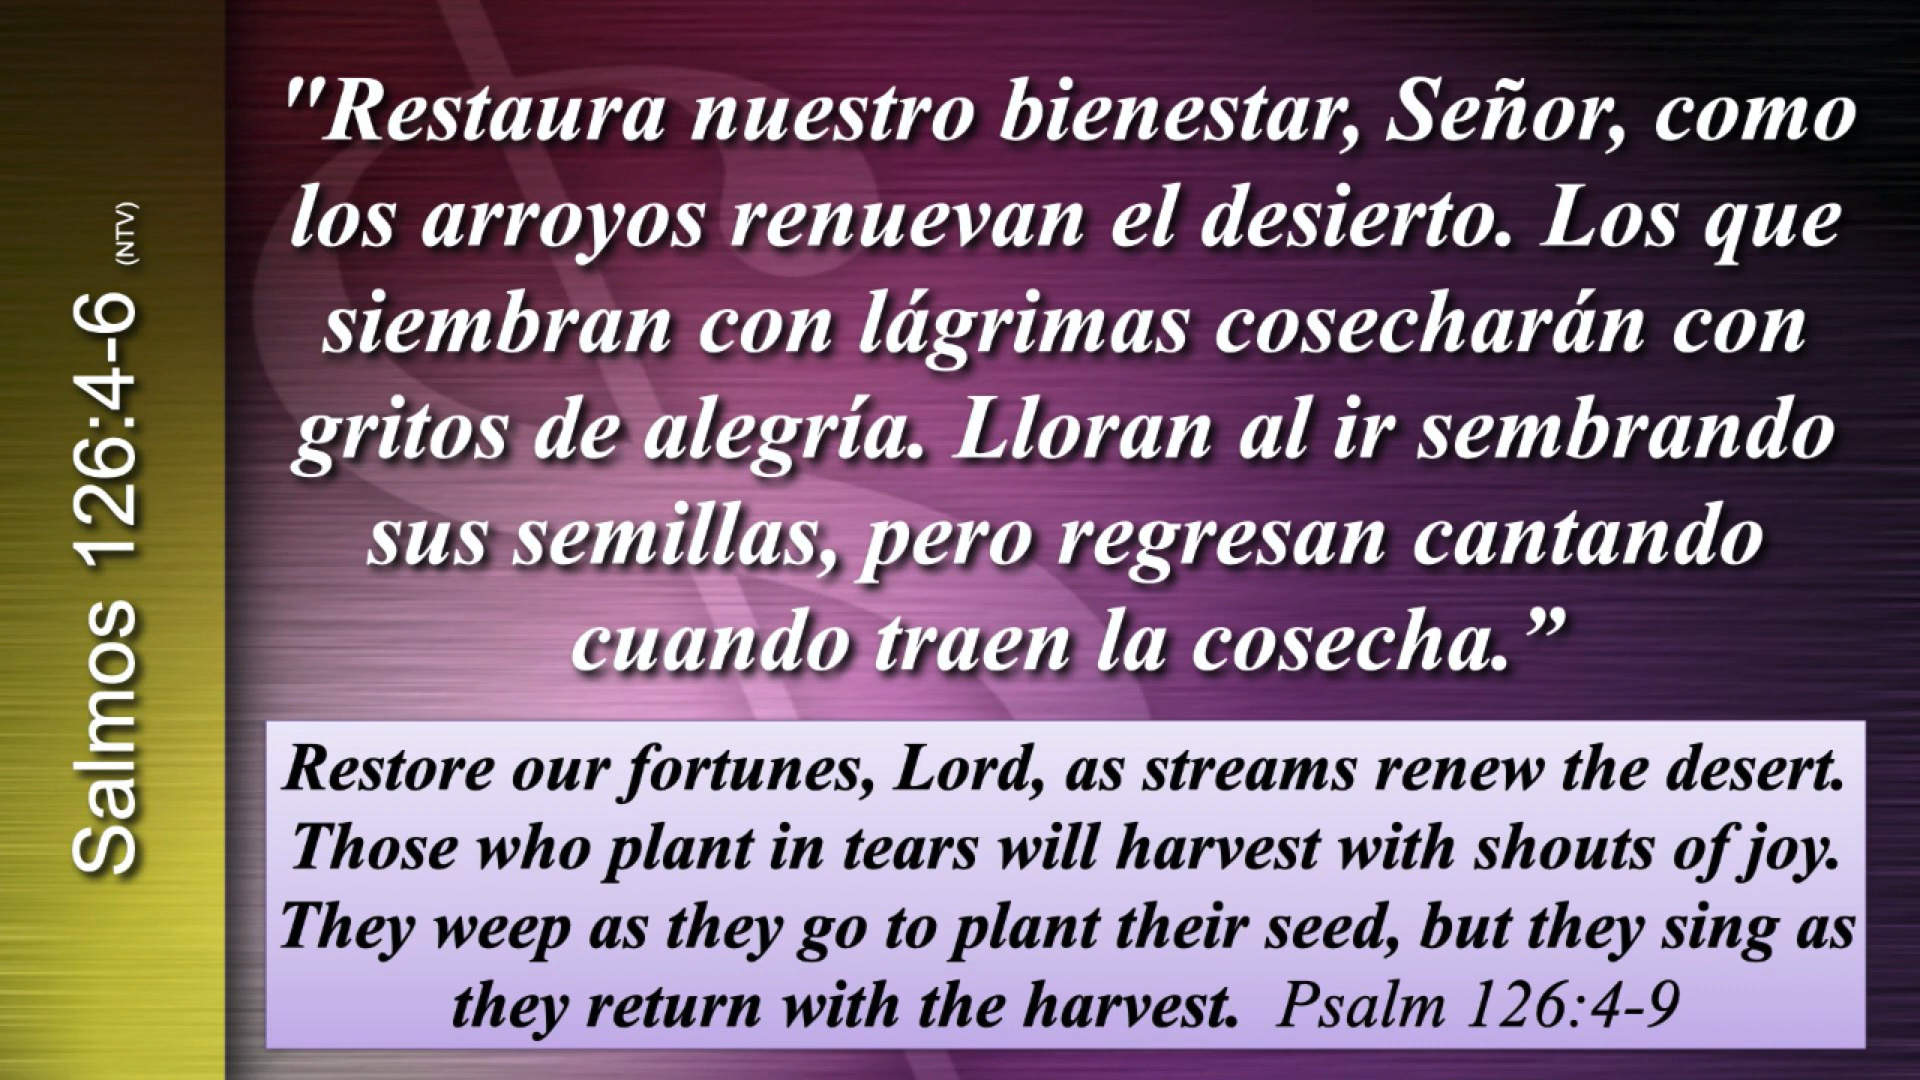 Salmos 126:4-6 (NTV)
"Restaura nuestro bienestar, Señor, como
los arroyos renuevan el desierto. Los que
siembran con lágrimas cosecharán con
gritos de alegría. Lloran al ir sembrando
sus semillas, pero regresan cantando
cuando traen la cosecha.”
Restore our fortunes, Lord, as streams renew the desert.
Those who plant in tears will harvest with shouts of joy.
They weep as they go to plant their seed, but they sing as
they return with the harvest. Psalm 126:4-9